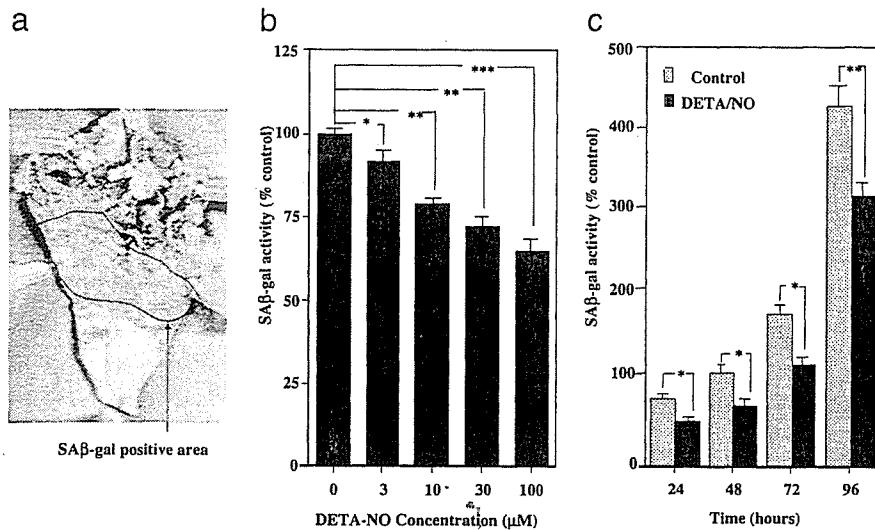 a
SAβ-gal positive area
b
SAβ-gal activity (% control)
125
100
75
50
25
0
***
**
**
*
0 3 10 30 100
DETA-NO Concentration (μM)
c
SAβ-gal activity (% control)
500
400
300
200
100
0
Control
DETA/NO
**
*
*
*
24 48 72 96
Time (hours)